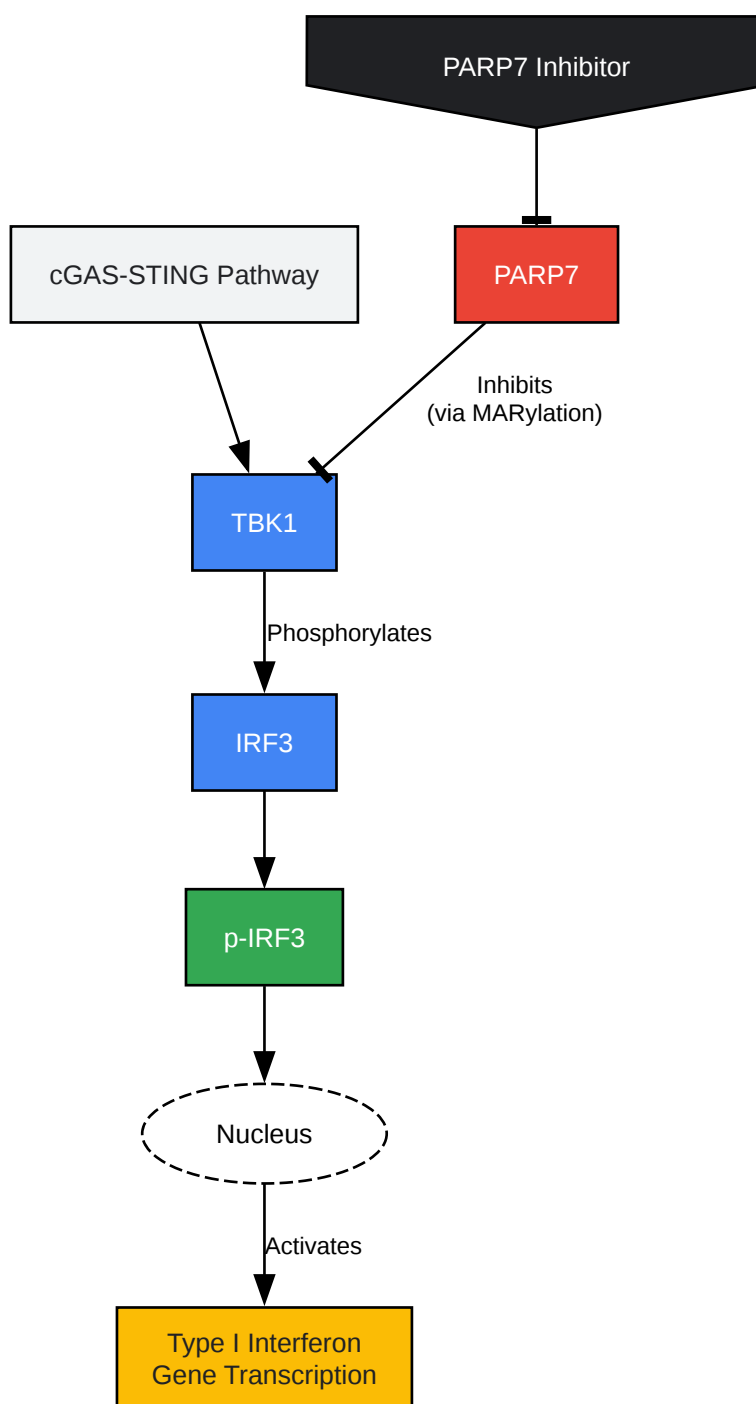 PARP7 Inhibitor
cGAS-STING Pathway
PARP7
Inhibits
(via MARylation)
TBK1
Phosphorylates
IRF3
p-IRF3
Nucleus
Activates
Type I Interferon
Gene Transcription